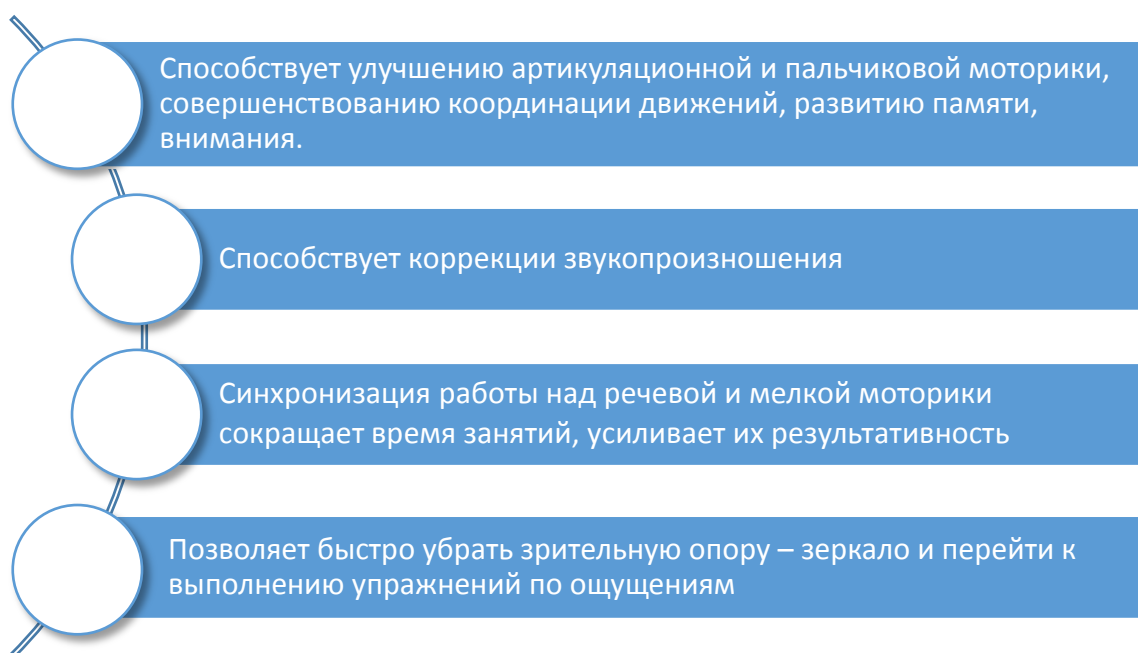 Способствует улучшению артикуляционной и пальчиковой моторики,
совершенствованию координации движений, развитию памяти,
внимания.
Способствует коррекции звукопроизношения
Синхронизация работы над речевой и мелкой моторики
сокращает время занятий, усиливает их результативность
Позволяет быстро убрать зрительную опору – зеркало и перейти к
выполнению упражнений по ощущениям